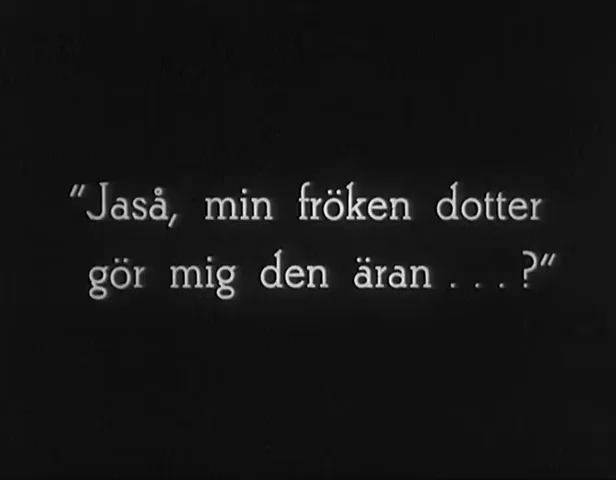 "Jaså, min fröken dotter
gör mig den äran . . . ?"